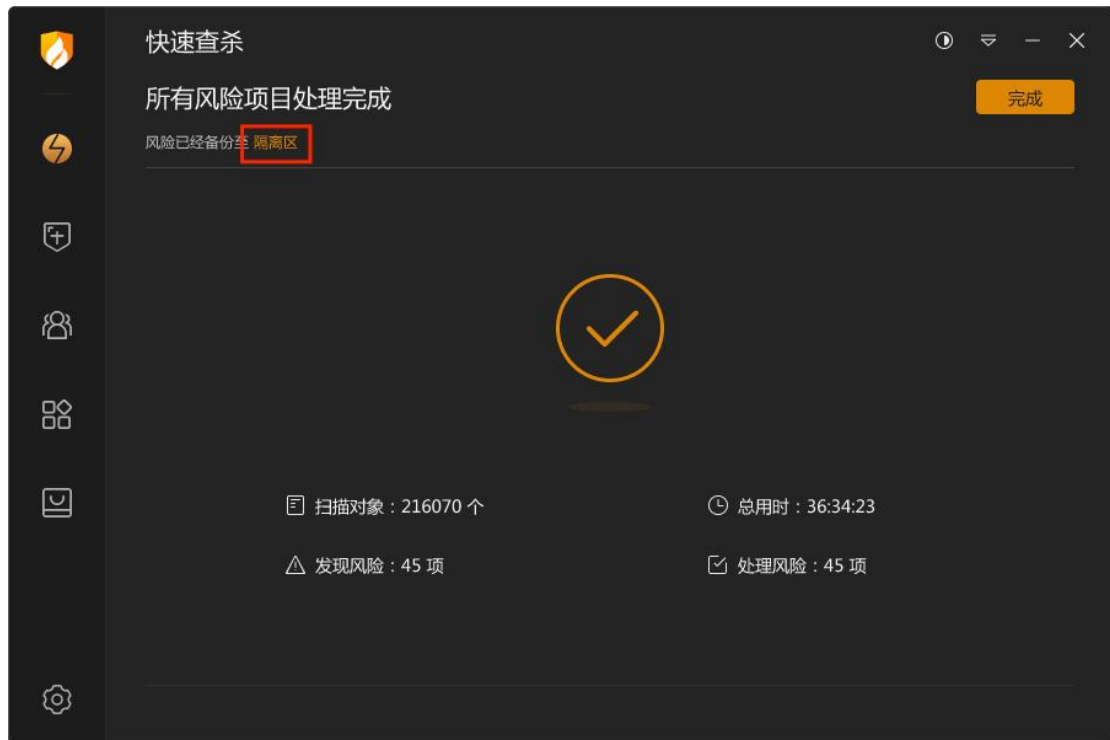 快速查杀
所有风险项目处理完成
完成
风险已经备份至 隔离区
扫描对象：216070 个
总用时：36:34:23
发现风险：45 项
处理风险：45 项